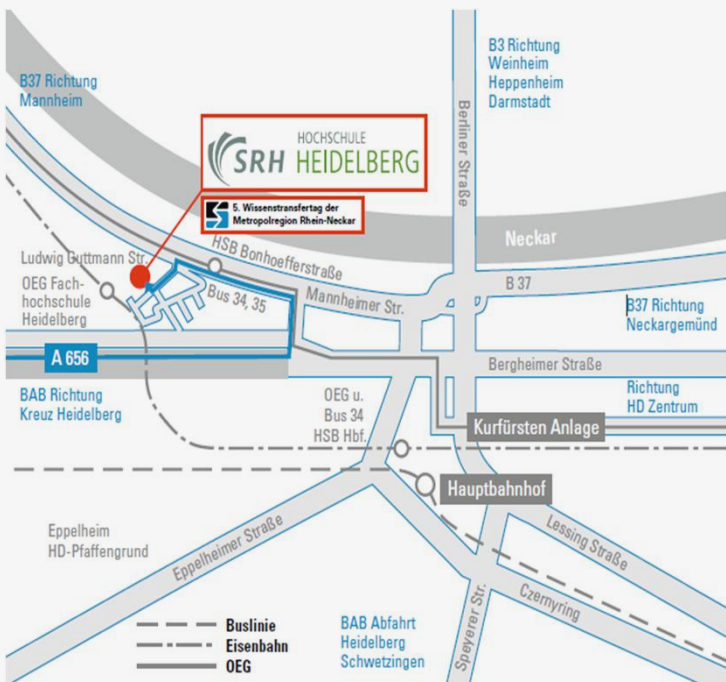 B37 Richtung
Mannheim
B3 Richtung
Weinheim
Heppenheim
Darmstadt
Berliner Straße
SRH HOCHSCHULE
HEIDELBERG
5. Wissenstransfertag der
Metropolregion Rhein-Neckar
Neckar
Ludwig Guttmann Str.
HSB Bonhoefferstraße
OEG Fach-
hochschule
Heidelberg
Bus 34, 35
Mannheimer Str.
B 37
B37 Richtung
Neckargemünd
A 656
Bergheimer Straße
BAB Richtung
Kreuz Heidelberg
OEG u.
Bus 34
HSB Hbf.
Richtung
HD Zentrum
Kurfürsten Anlage
Hauptbahnhof
Eppelheim
HD-Pfaffengrund
Eppelheimer Straße
Lessing Straße
Czernyring
Speyerer Str.
Buslinie
Eisenbahn
OEG
BAB Abfahrt
Heidelberg
Schwetzingen